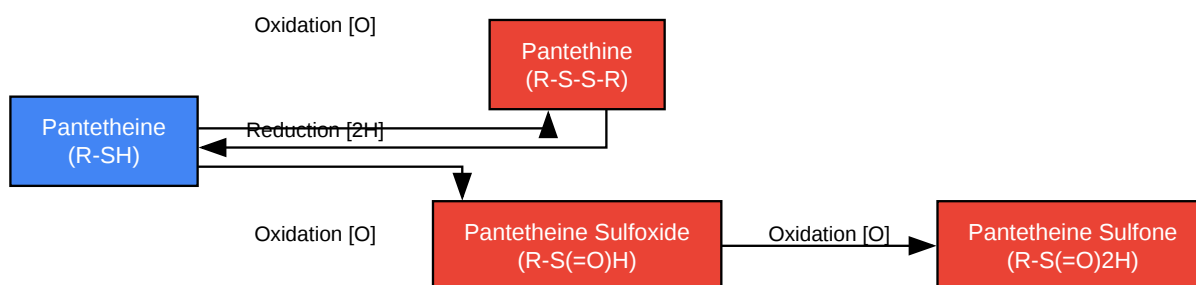 Oxidation [O]
Pantethine
(R-S-S-R)
Pantetheine
(R-SH)
Reduction [2H]
Oxidation [O]
Pantetheine Sulfoxide
(R-S(=O)H)
Oxidation [O]
Pantetheine Sulfone
(R-S(=O)2H)